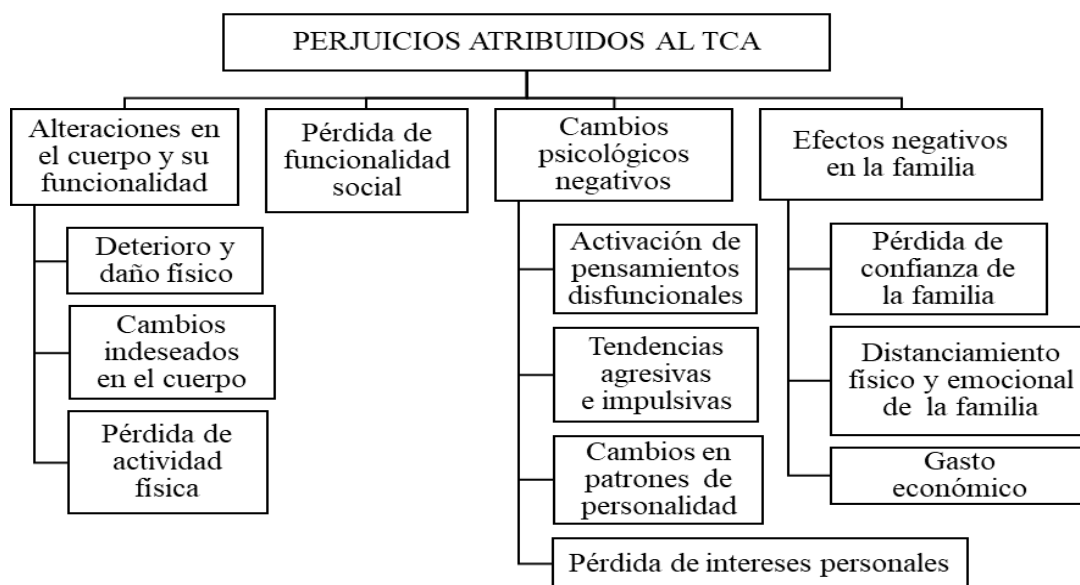 PERJUICIOS ATRIBUIDOS AL TCA
Alteraciones en
el cuerpo y su
funcionalidad
Deterioro y
daño físico
Cambios
indeseados
en el cuerpo
Pérdida de
actividad
física
Pérdida de
funcionalidad
social
Cambios
psicológicos
negativos
Activación de
pensamientos
disfuncionales
Tendencias
agresivas
e impulsivas
Cambios en
patrones de
personalidad
Pérdida de intereses personales
Efectos negativos
en la familia
Pérdida de
confianza de
la familia
Distanciamiento
físico y emocional
de la familia
Gasto
económico